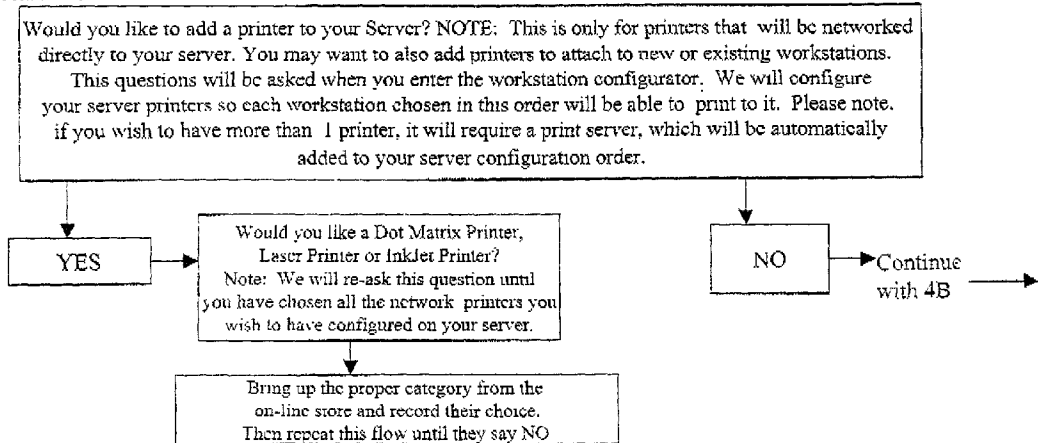 Would you like to add a printer to your Server? NOTE: This is only for printers that will be networked
directly to your server. You may want to also add printers to attach to new or existing workstations.
This questions will be asked when you enter the workstation configurator. We will configure
your server printers so each workstation chosen in this order will be able to print to it. Please note.
if you wish to have more than 1 printer, it will require a print server, which will be automatically
added to your server configuration order.
YES
Would you like a Dot Matrix Printer,
Laser Printer or InkJet Printer?
Note: We will re-ask this question until
you have chosen all the network printers you
wish to have configured on your server.
NO
Continue
with 4B
Bring up the proper category from the
on-line store and record their choice.
Then repeat this flow until they say NO